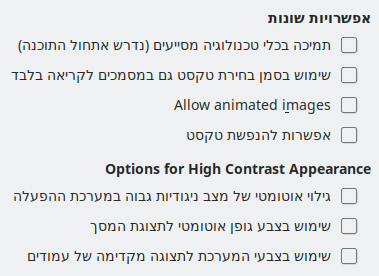 אפשרויות שונות
תמיכה בכלי טכנולוגיה מסייעים (נדרש אתחול התוכנה)
שימוש בסמן בחירת טקסט גם במסמכים לקריאה בלבד
Allow animated images
אפשרות להנפשת טקסט
Options for High Contrast Appearance
גילוי אוטומטי של מצב ניגודיות גבוה במערכת ההפעלה
שימוש בצבע גופן אוטומטי לתצוגת המסך
שימוש בצבעי המערכת לתצוגה מקדימה של עמודים